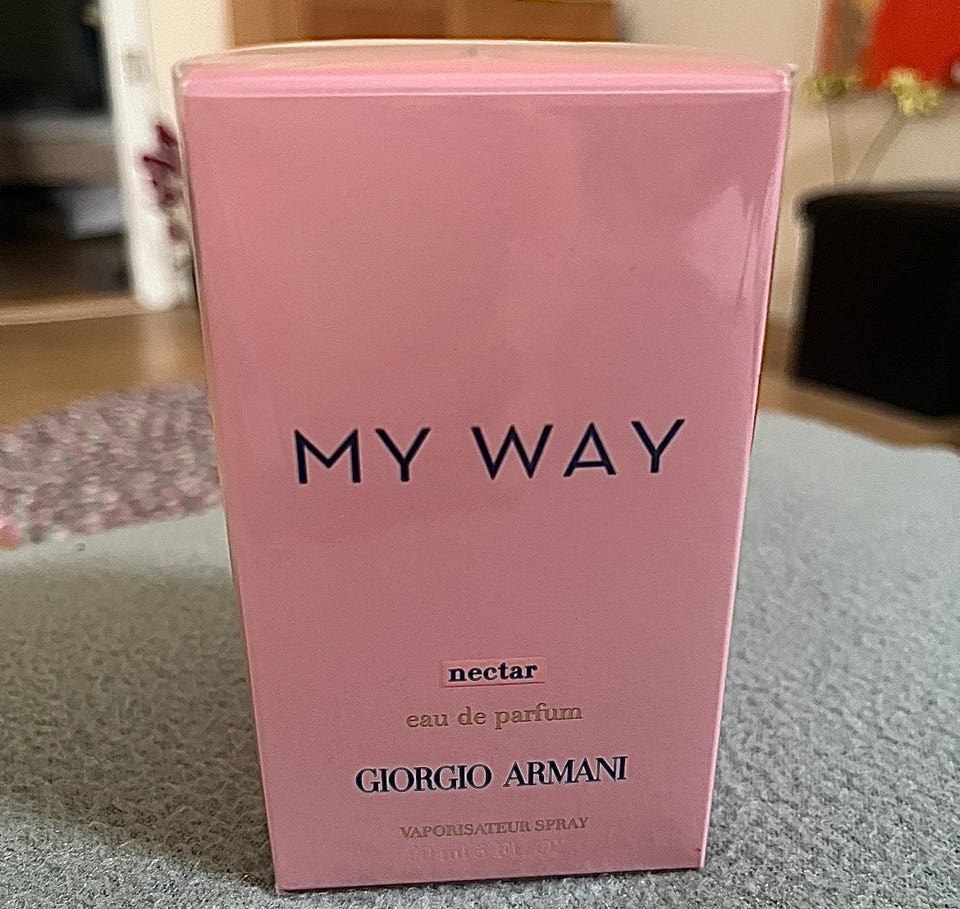 MY WAY
nectar
eau de parfum
GIORGIO ARMANI
VAPORISATEUR SPRAY